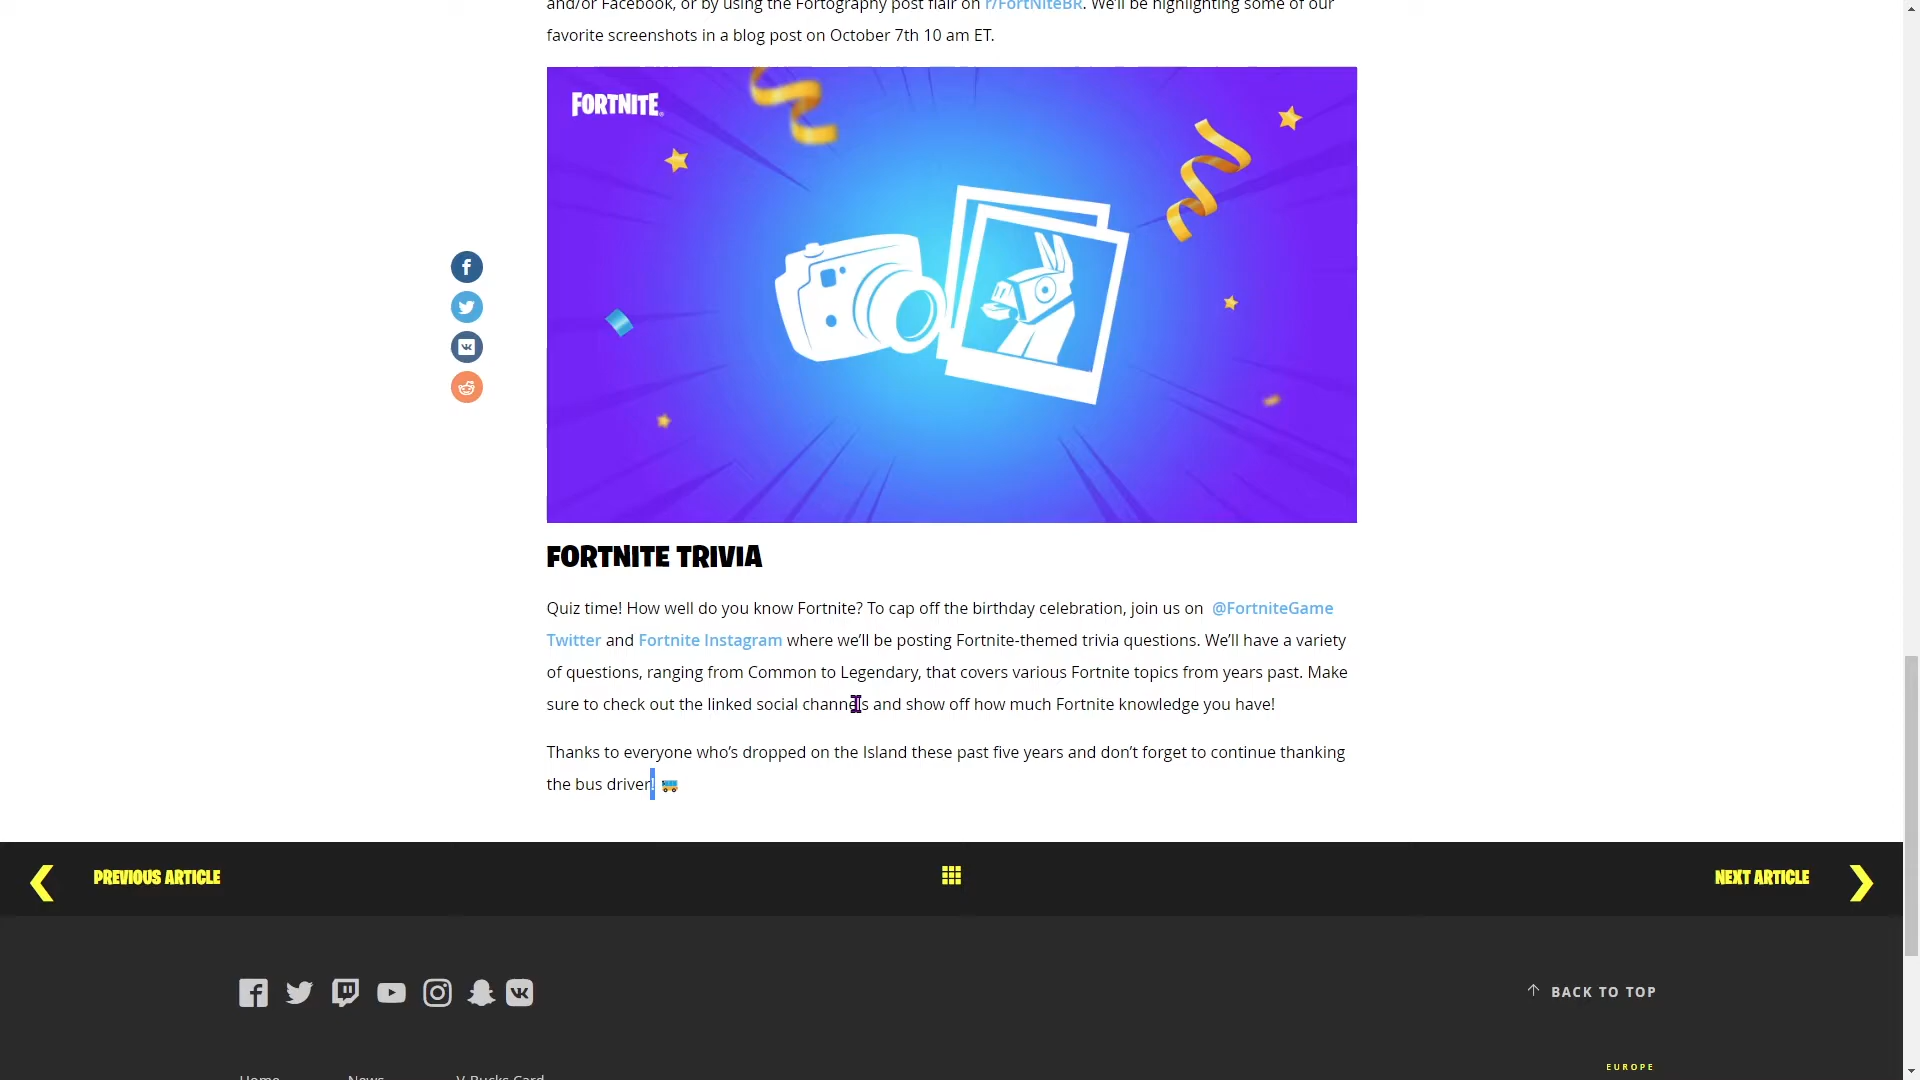 and/or Facebook, or by using the Fortography post flair on r/FortNiteBR. We’ll be highlighting some of our
favorite screenshots in a blog post on October 7th 10 am ET.
FORTNITE
FORTNITE TRIVIA
Quiz time! How well do you know Fortnite? To cap off the birthday celebration, join us on @FortniteGame
Twitter and Fortnite Instagram where we’ll be posting Fortnite-themed trivia questions. We’ll have a variety
of questions, ranging from Common to Legendary, that covers various Fortnite topics from years past. Make
sure to check out the linked social channels and show off how much Fortnite knowledge you have!
Thanks to everyone who’s dropped on the Island these past five years and don’t forget to continue thanking
the bus driver! 🚌
PREVIOUS ARTICLE
NEXT ARTICLE
BACK TO TOP
EUROPE
Home News V-Bucks Card